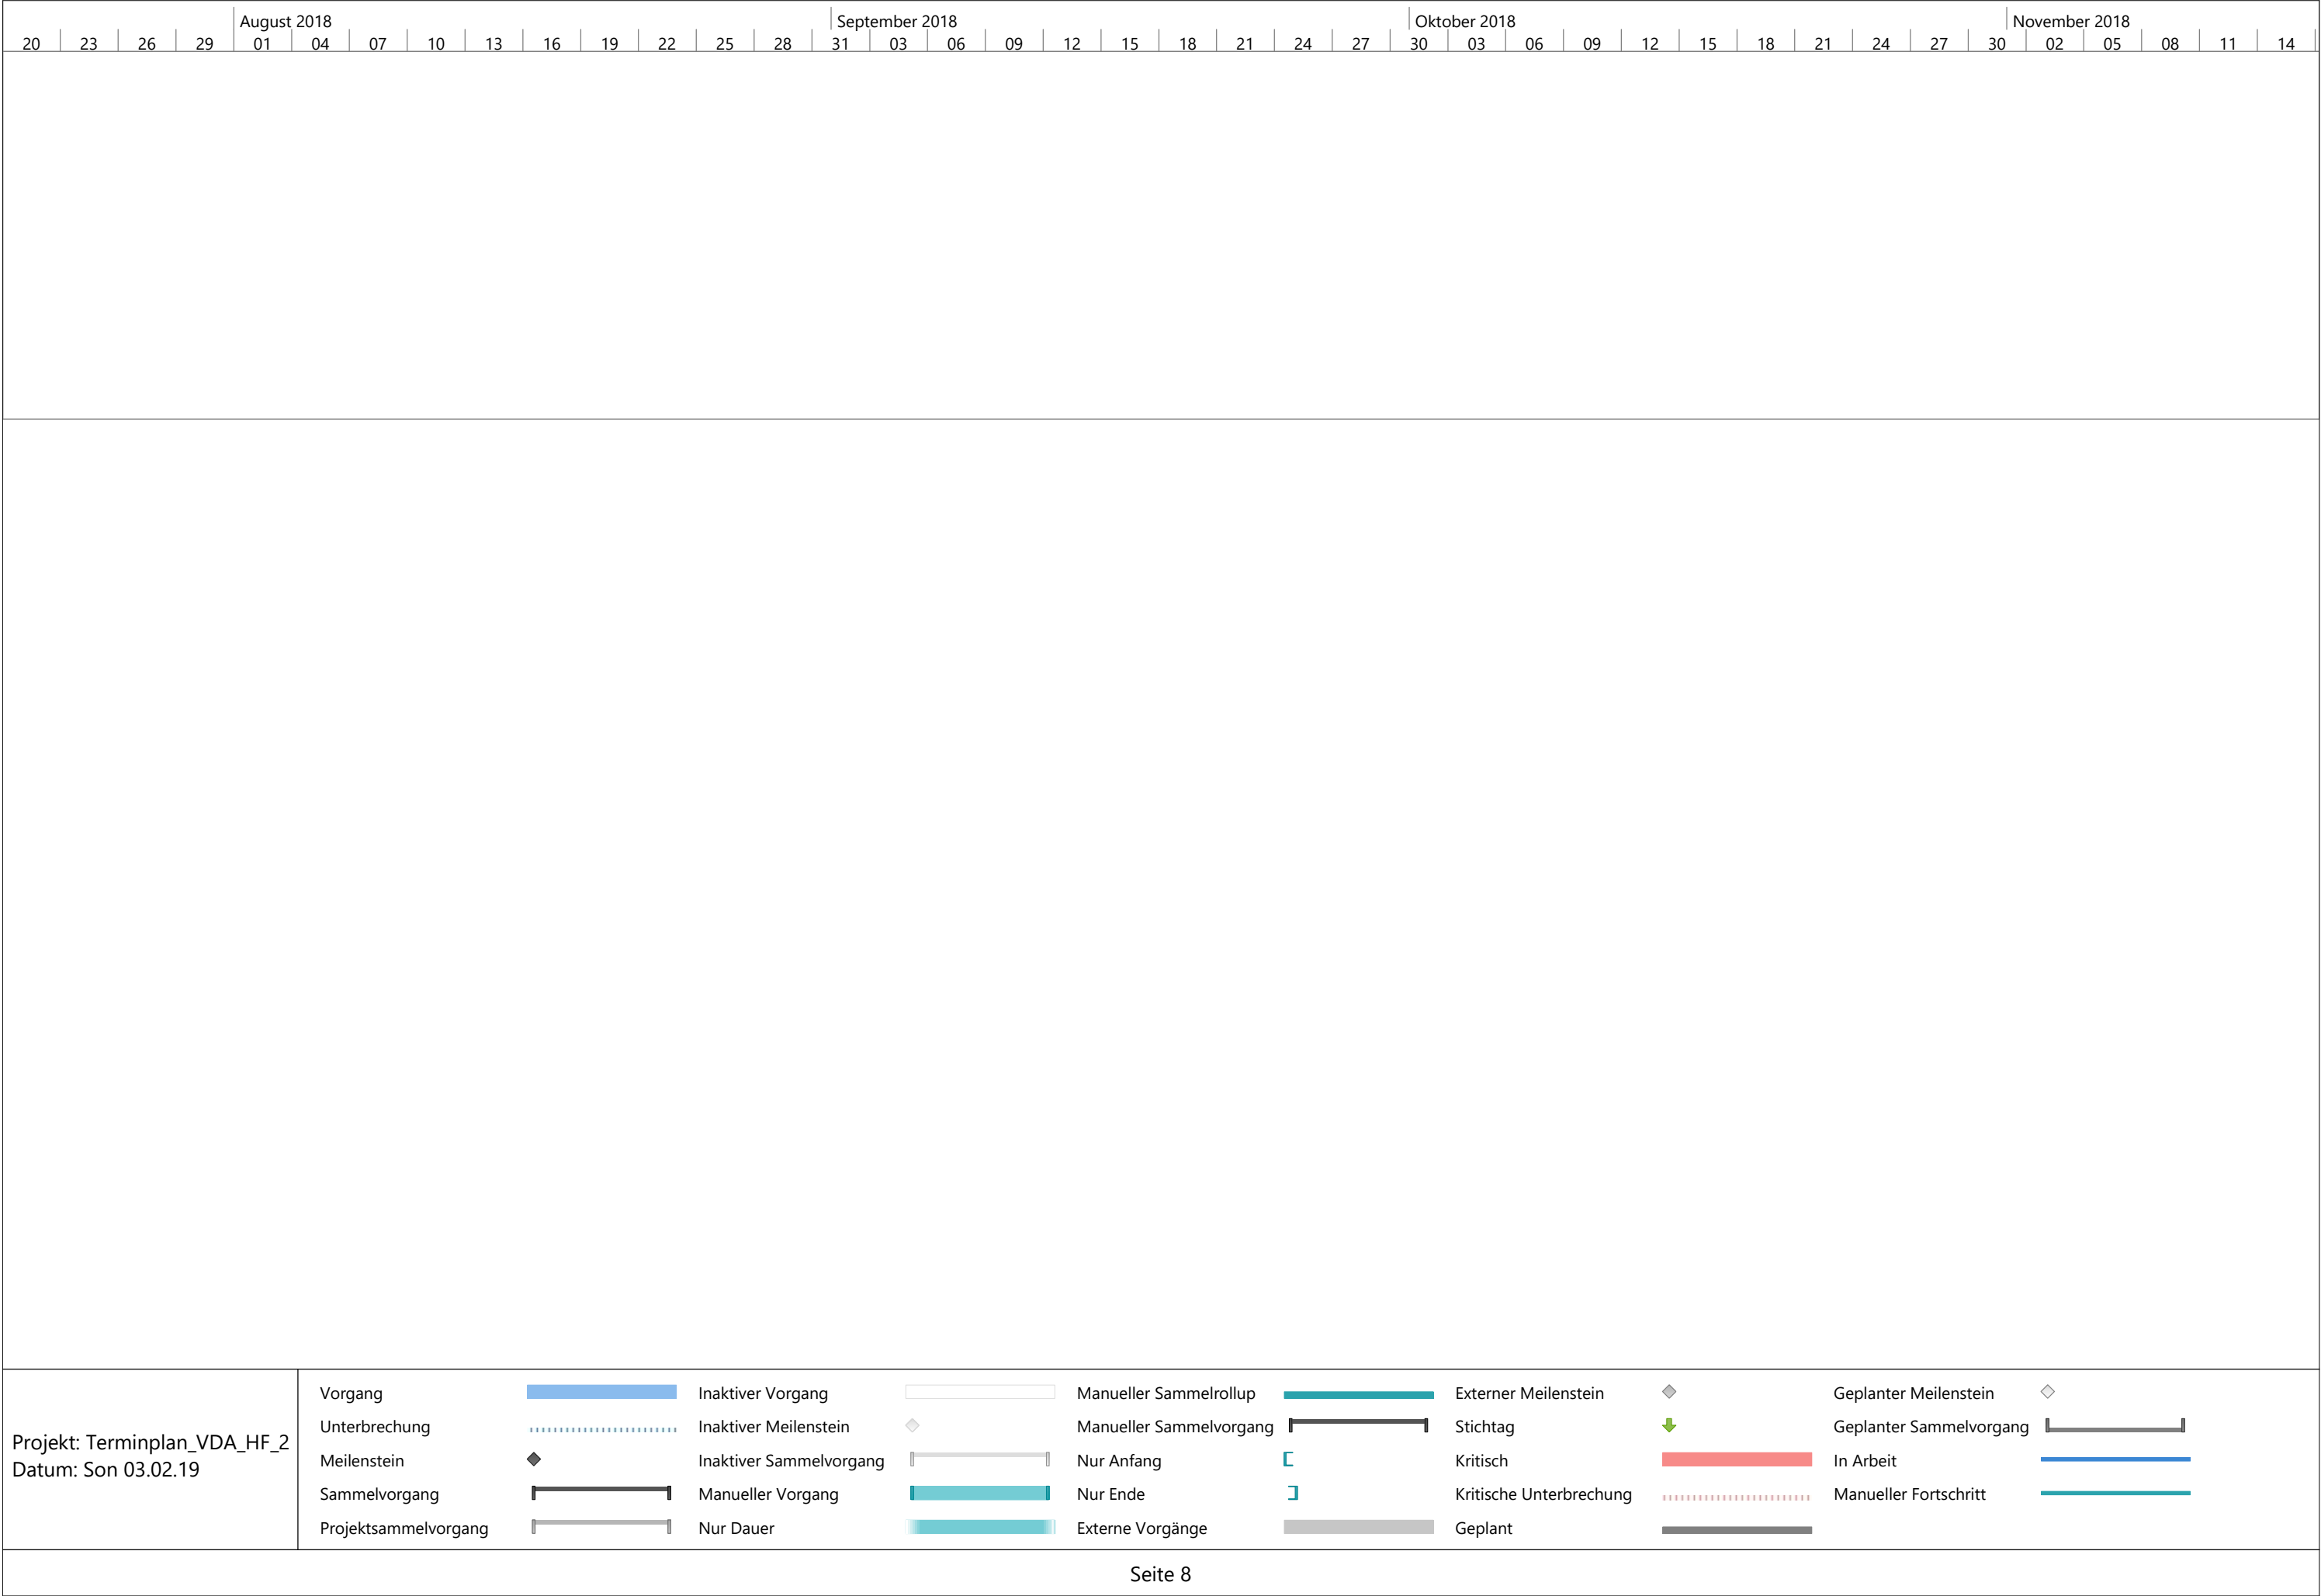 August 2018 September 2018 Oktober 2018 November 2018
20 23 26 29 01 04 07 10 13 16 19 22 25 28 31 03 06 09 12 15 18 21 24 27 30 03 06 09 12 15 18 21 24 27 30 02 05 08 11 14
Projekt: Terminplan_VDA_HF_2
Datum: Son 03.02.19
Vorgang
Unterbrechung
Meilenstein
Sammelvorgang
Projektsammelvorgang
Inaktiver Vorgang
Inaktiver Meilenstein
Inaktiver Sammelvorgang
Manueller Vorgang
Nur Dauer
Manueller Sammelrollup
Manueller Sammelvorgang
Nur Anfang
Nur Ende
Externe Vorgänge
Externer Meilenstein
Stichtag
Kritisch
Kritische Unterbrechung
Geplant
Geplanter Meilenstein
Geplanter Sammelvorgang
In Arbeit
Manueller Fortschritt
Seite 8